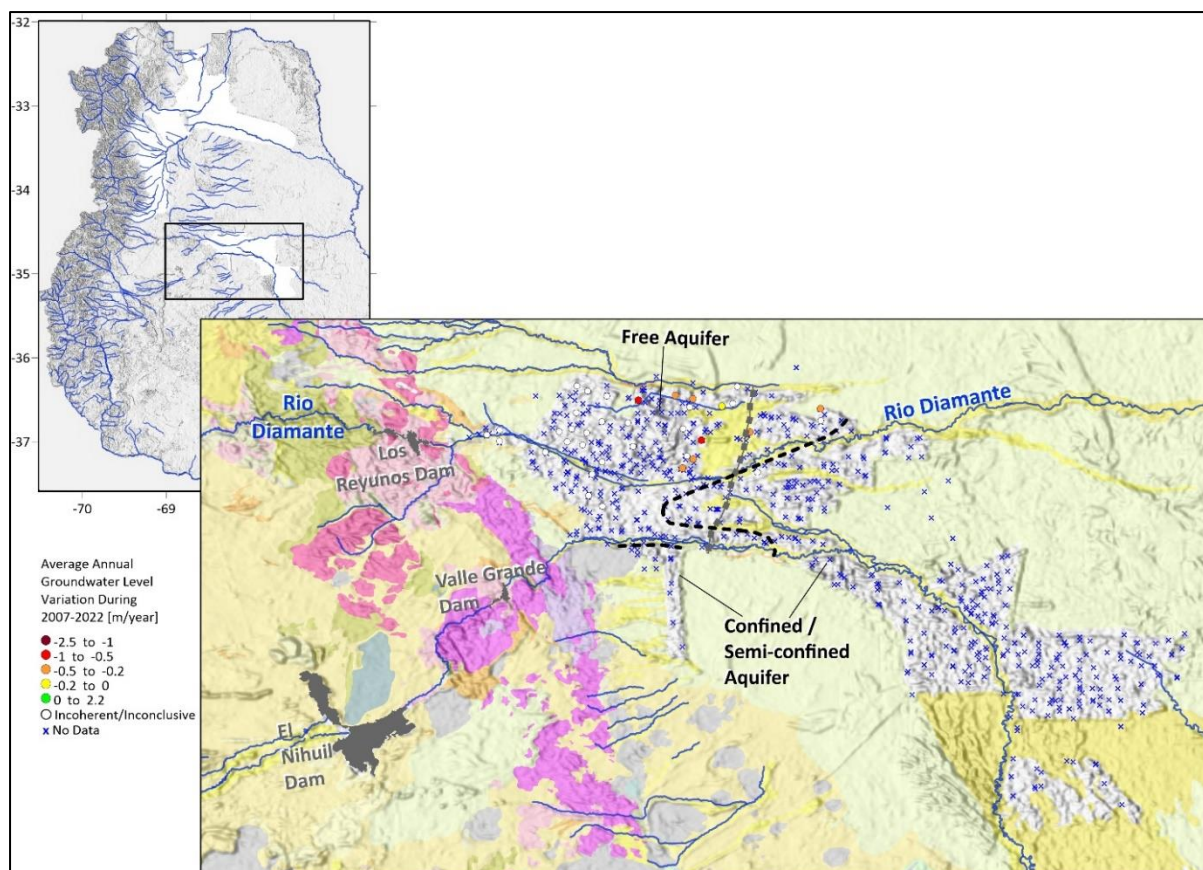 -32
-33
-34
-35
-36
-37
-70
-69
Free Aquifer
Rio Diamante
Rio
Diamante
Los
Reyunos Dam
Valle Grande
Dam
Confined /
Semi-confined
Aquifer
El
Nihuil
Dam
Average Annual
Groundwater Level
Variation During
2007-2022 [m/year]
-2.5 to -1
-1 to -0.5
-0.5 to -0.2
-0.2 to 0
0 to 2.2
Incoherent/Inconclusive
x No Data